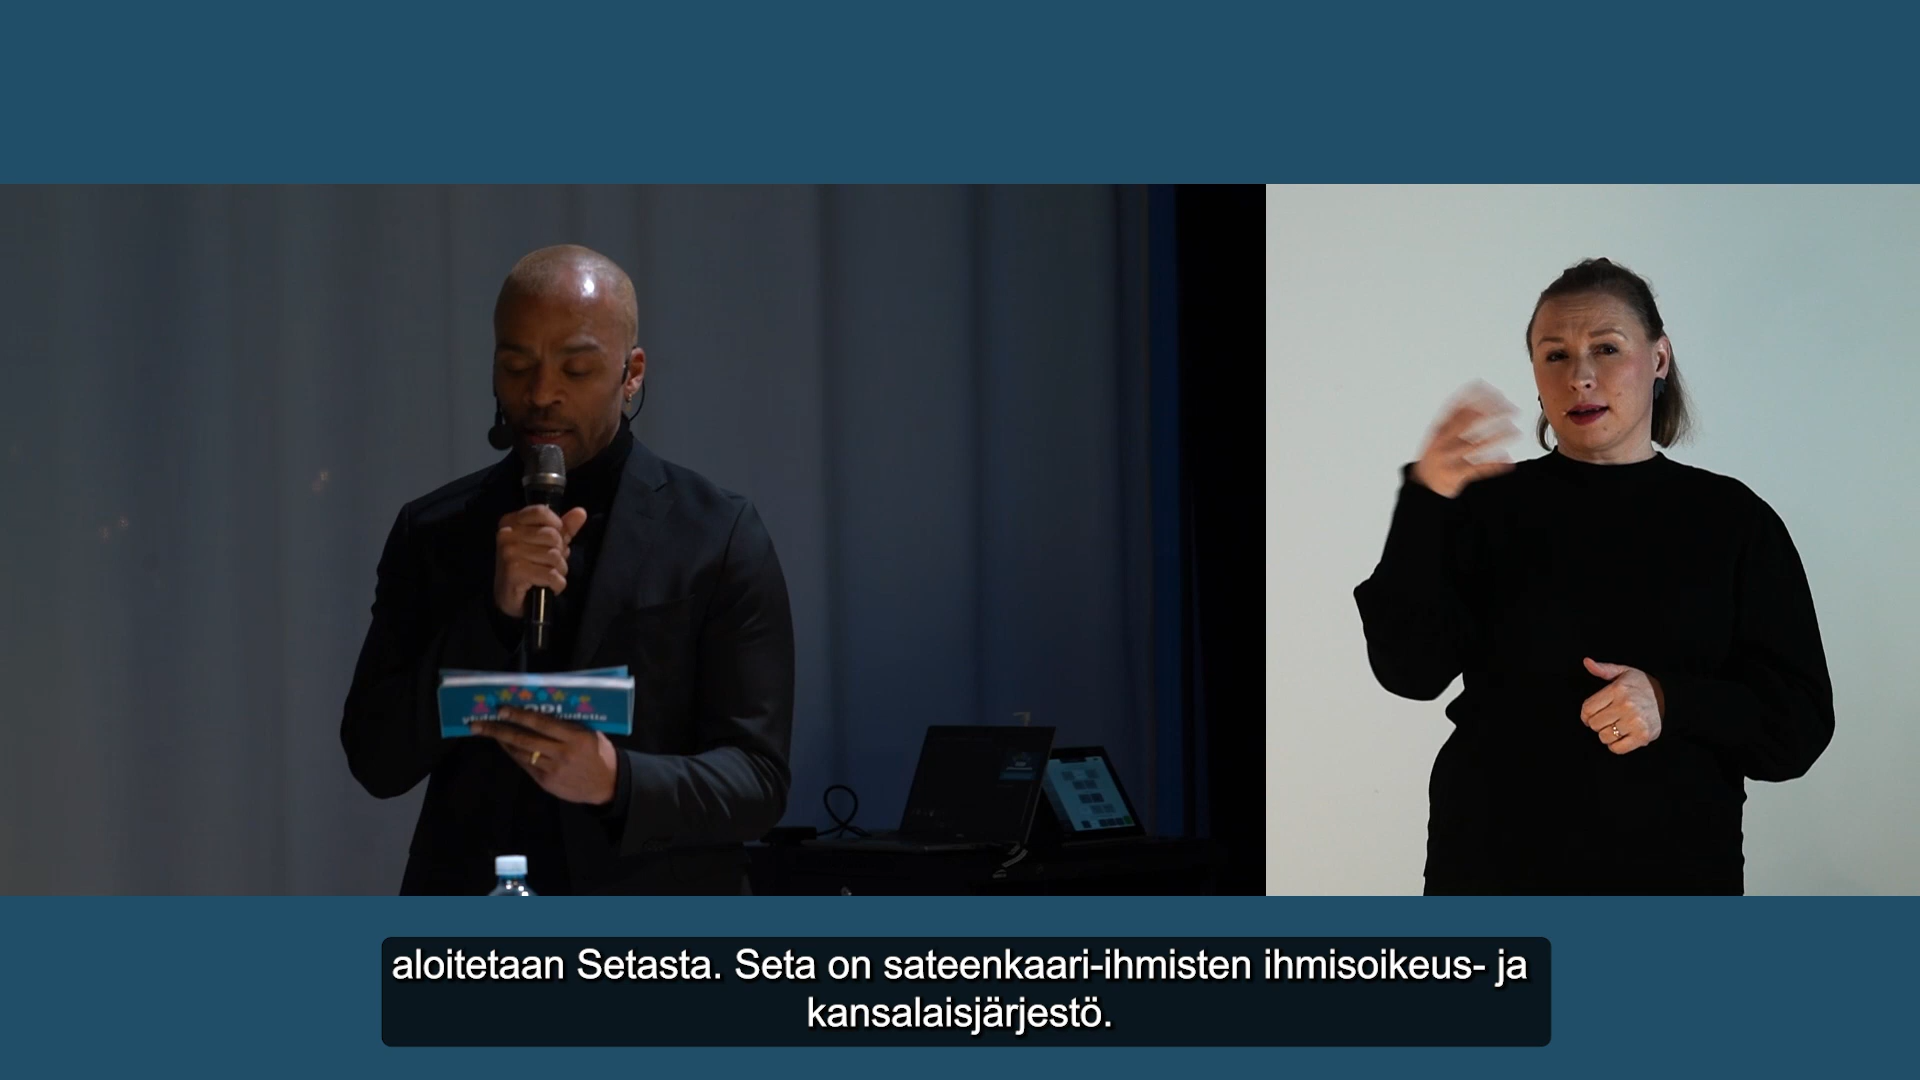 aloitetaan Setasta. Seta on sateenkaari-ihmisten ihmisoikeus- ja
kansalaisjärjestö.